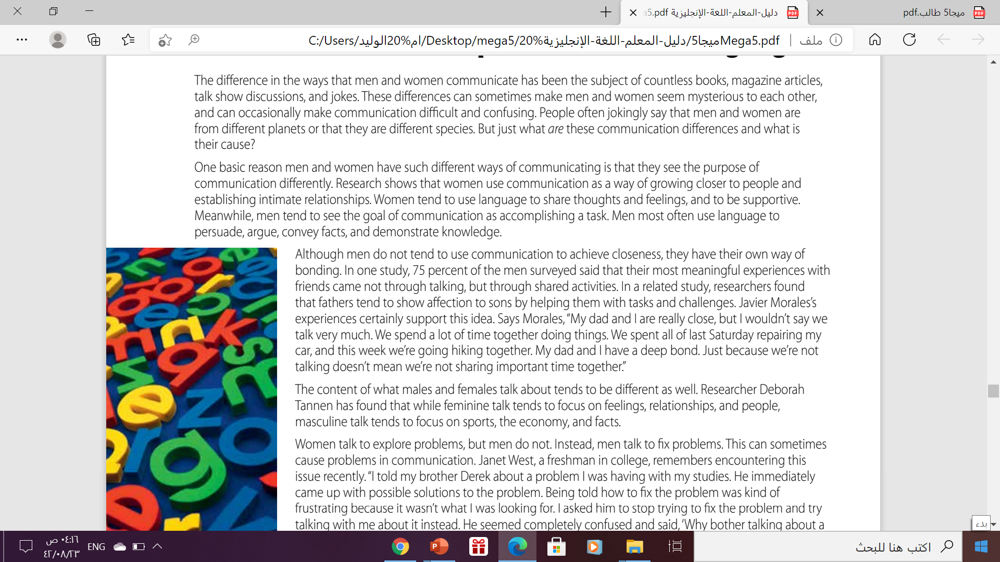 ميجا5 طالب.pdf
دليل-المعلم-اللغة-الإنجليزية a5.pdf
ملف
C:/Users/ام%20الوليد/Desktop/mega5/20%ميجا5/دليل-المعلم-اللغة-الإنجليزيةMega5.pdf
The difference in the ways that men and women communicate has been the subject of countless books, magazine articles,
talk show discussions, and jokes. These differences can sometimes make men and women seem mysterious to each other,
and can occasionally make communication difficult and confusing. People often jokingly say that men and women are
from different planets or that they are different species. But just what are these communication differences and what is
their cause?
One basic reason men and women have such different ways of communicating is that they see the purpose of
communication differently. Research shows that women use communication as a way of growing closer to people and
establishing intimate relationships. Women tend to use language to share thoughts and feelings, and to be supportive.
Meanwhile, men tend to see the goal of communication as accomplishing a task. Men most often use language to
persuade, argue, convey facts, and demonstrate knowledge.
Although men do not tend to use communication to achieve closeness, they have their own way of
bonding. In one study, 75 percent of the men surveyed said that their most meaningful experiences with
friends came not through talking, but through shared activities. In a related study, researchers found
that fathers tend to show affection to sons by helping them with tasks and challenges. Javier Morales’s
experiences certainly support this idea. Says Morales, “My dad and I are really close, but I wouldn’t say we
talk very much. We spend a lot of time together doing things. We spent all of last Saturday repairing my
car, and this week we’re going hiking together. My dad and I have a deep bond. Just because we’re not
talking doesn’t mean we’re not sharing important time together.”
The content of what males and females talk about tends to be different as well. Researcher Deborah
Tannen has found that while feminine talk tends to focus on feelings, relationships, and people,
masculine talk tends to focus on sports, the economy, and facts.
Women talk to explore problems, but men do not. Instead, men talk to fix problems. This can sometimes
cause problems in communication. Janet West, a freshman in college, remembers encountering this
issue recently. “I told my brother Derek about a problem I was having with my studies. He immediately
came up with possible solutions to the problem. Being told how to fix the problem was kind of
frustrating because it wasn’t what I was looking for. I asked him to stop trying to fix the problem and try
talking with me about it instead. He seemed completely confused and said, ‘Why bother talking about a
بدء
اكتب هنا للبحث
ENG
٠٤:١٦ ص
٤٢/٠٨/٢٣